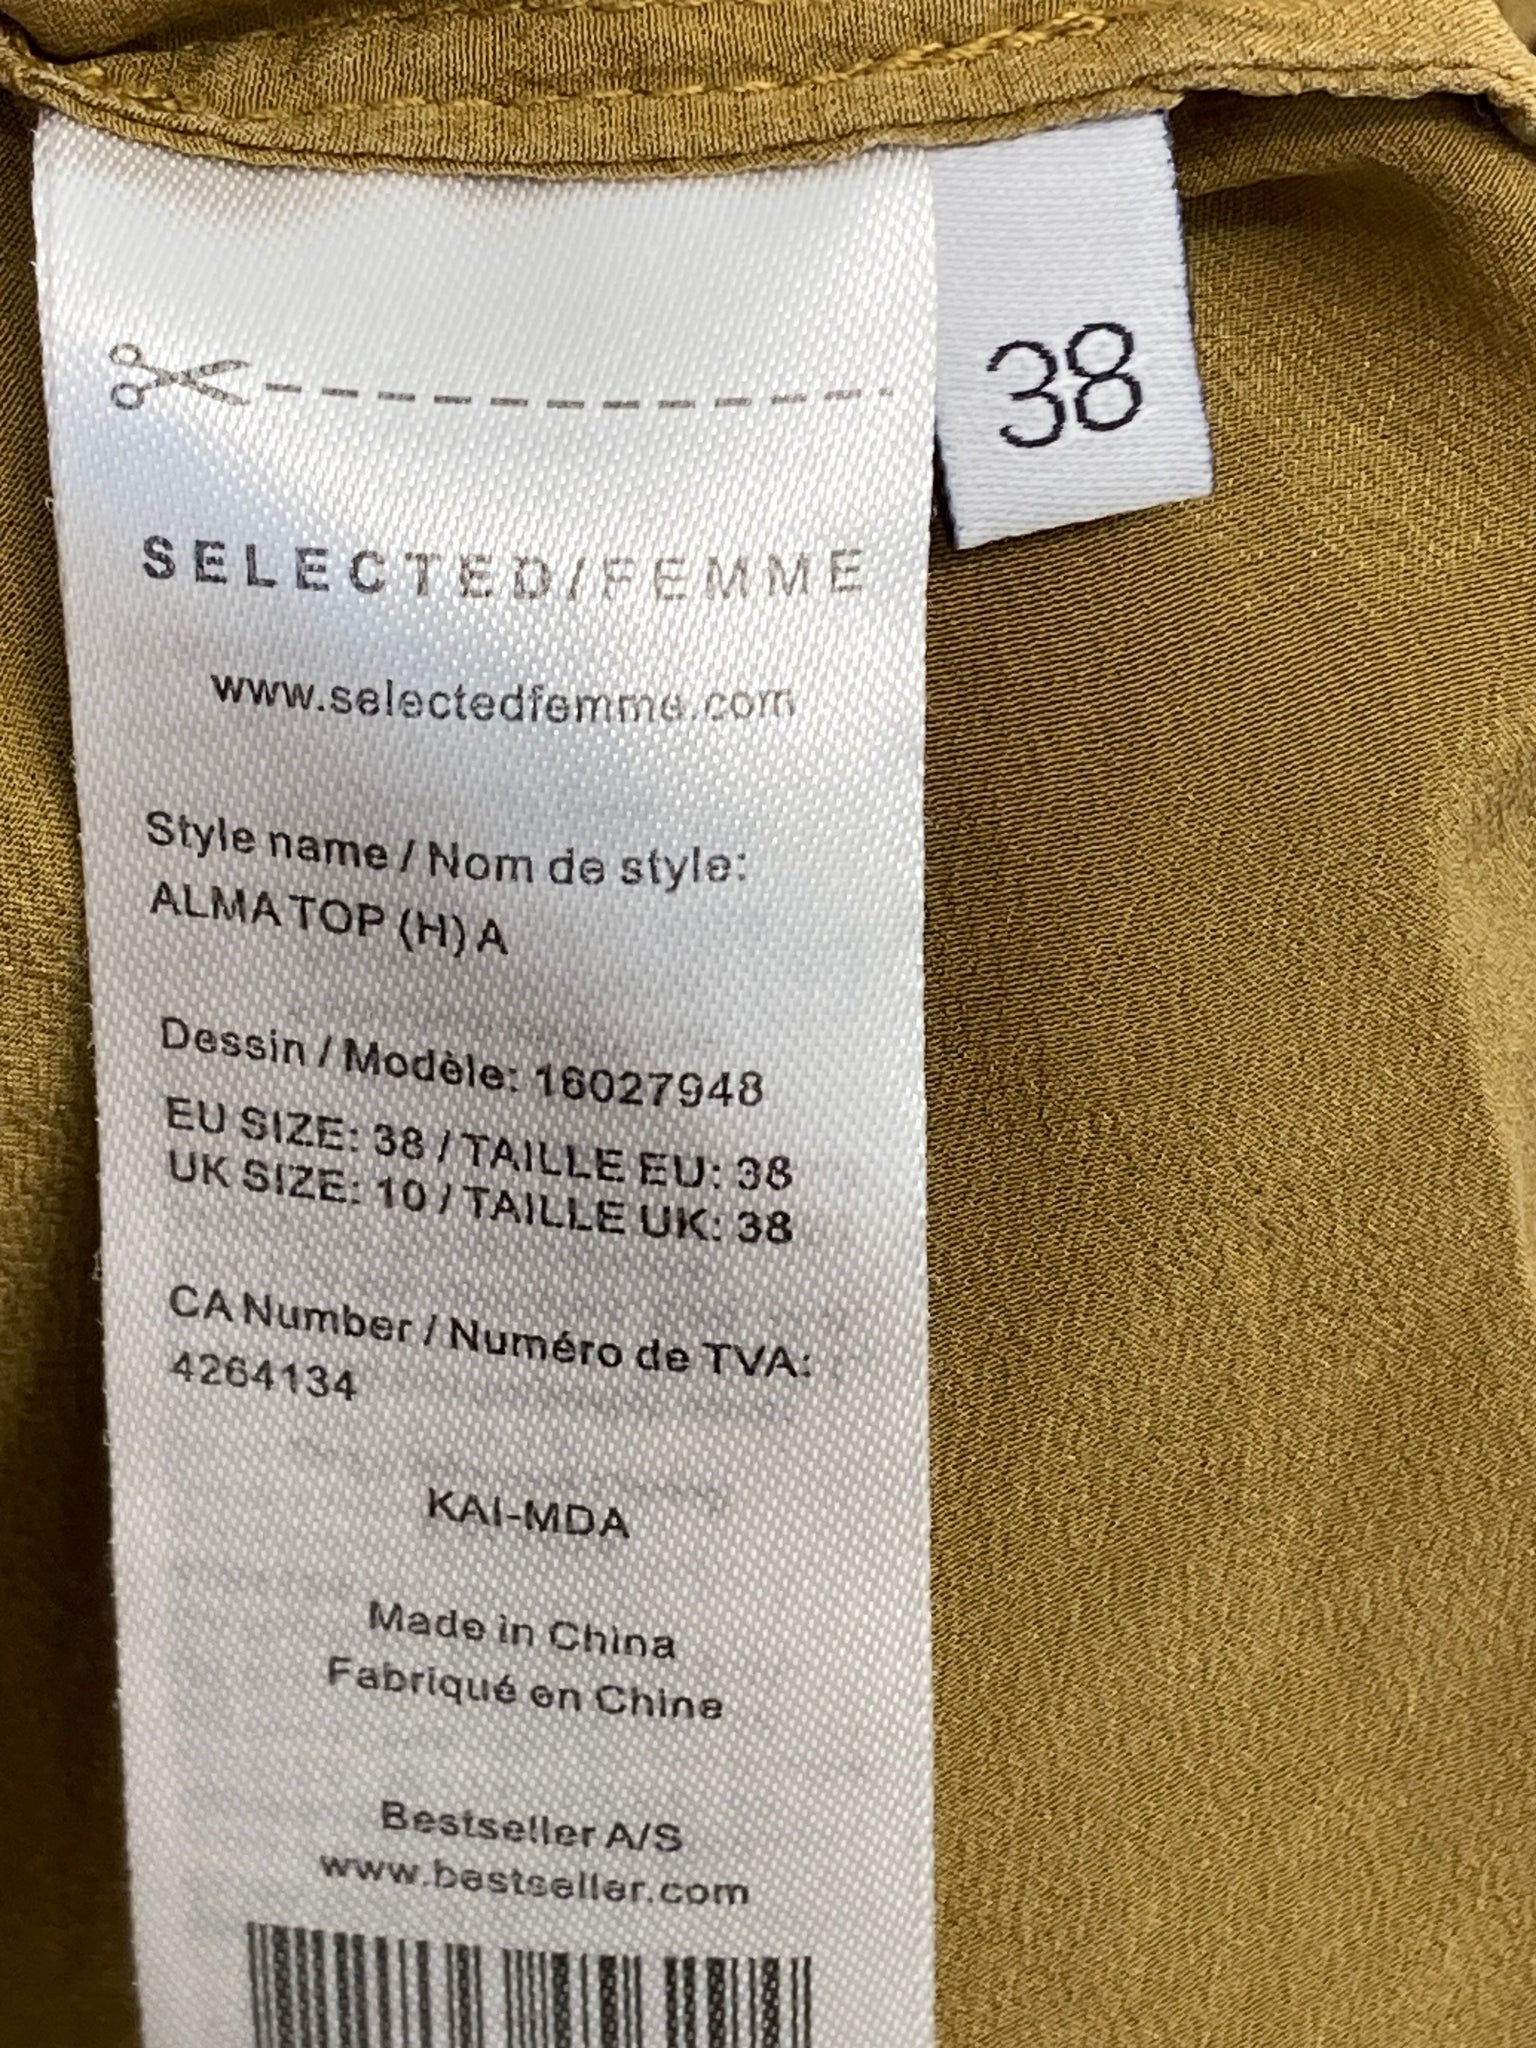 38
SELECTED/FEMME
www.selectedfemme.com
Style name / Nom de style:
ALMA TOP (H) A
Dessin / Modèle: 16027948
EU SIZE: 38 / TAILLE EU: 38
UK SIZE: 10 / TAILLE UK: 38
CA Number / Numéro de TVA:
4264134
KAI-MDA
Made in China
Fabriqué en Chine
Bestseller A/S
www.bestseller.com